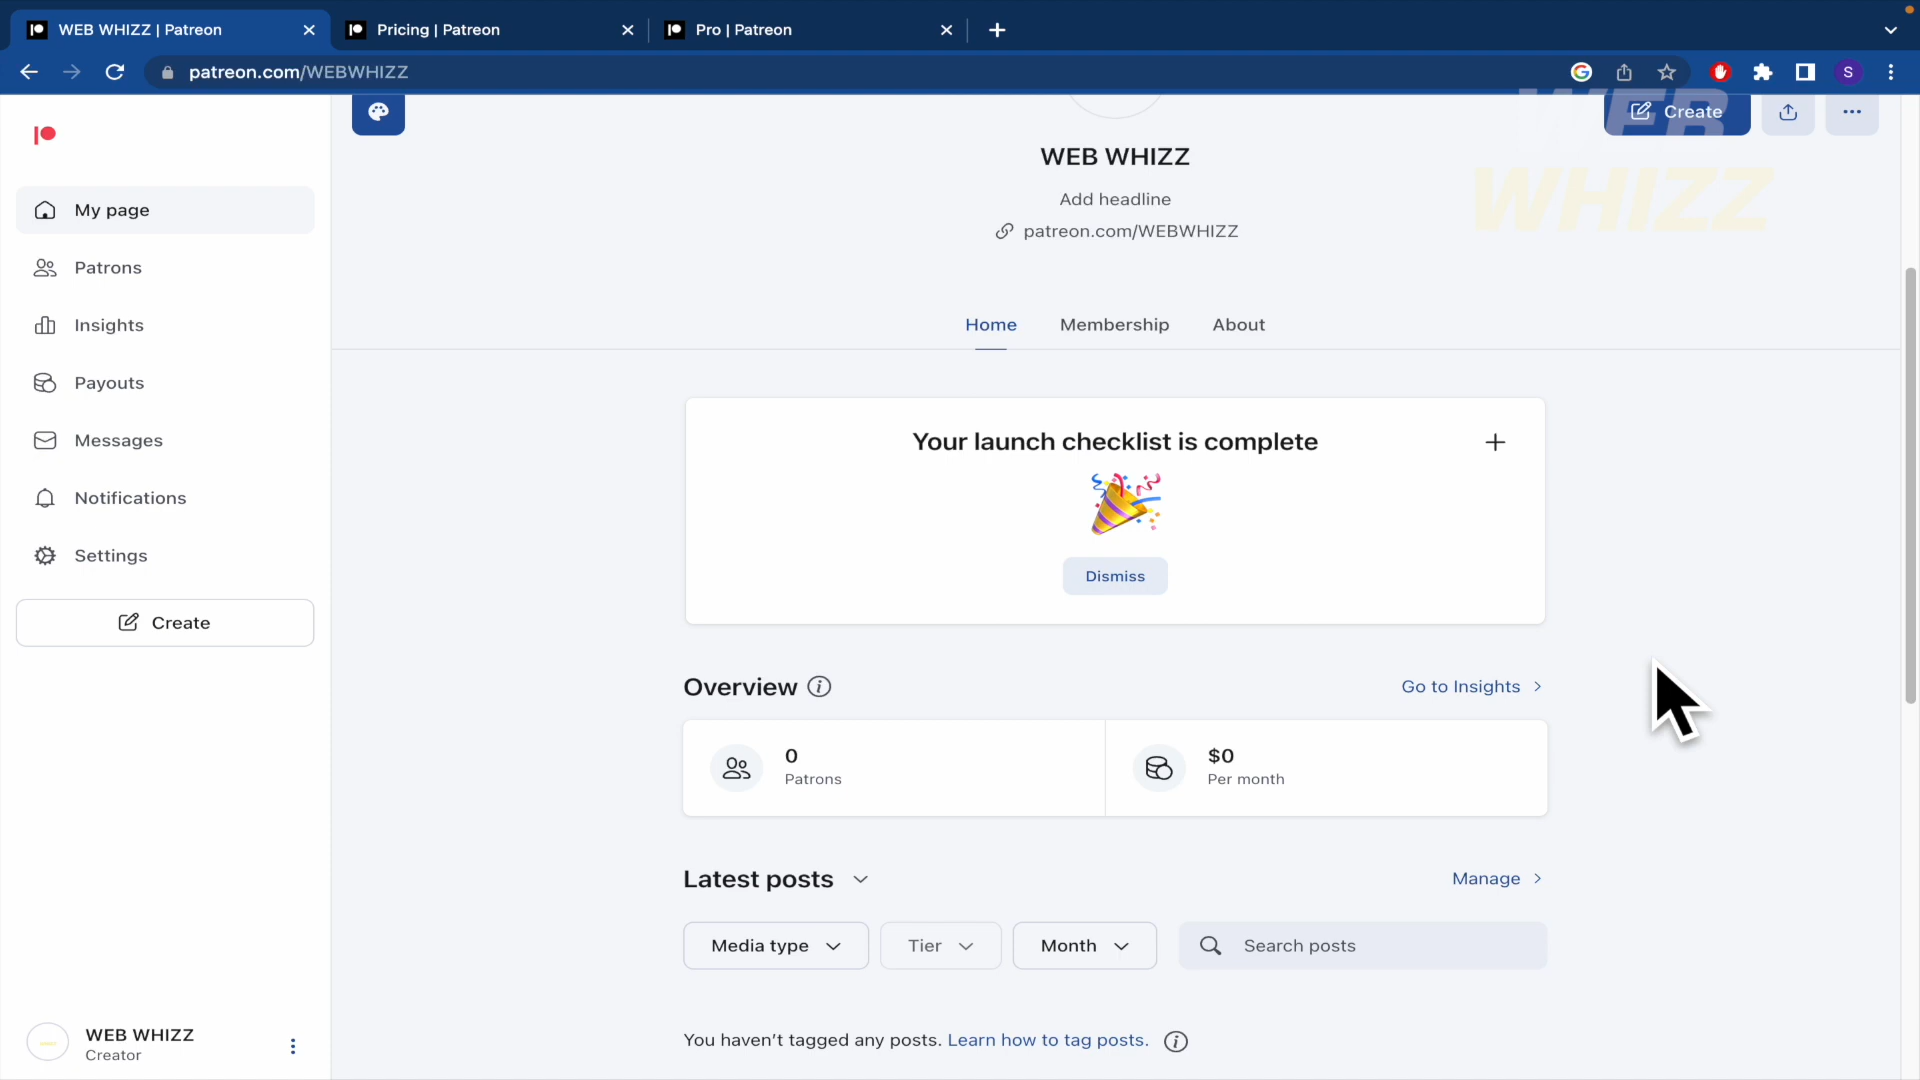 WEB WHIZZ | Patreon
Pricing | Patreon
Pro | Patreon
patreon.com/WEBWHIZZ
S
WEB
WHIZZ
Create
My page
Patrons
Insights
Payouts
Messages
Notifications
Settings
Create
WEB WHIZZ
Creator
WEB WHIZZ
Add headline
patreon.com/WEBWHIZZ
Home
Membership
About
Your launch checklist is complete
Dismiss
Overview
Go to Insights
0
Patrons
$0
Per month
Latest posts
Manage
Media type
Tier
Month
Search posts
You haven’t tagged any posts. Learn how to tag posts.